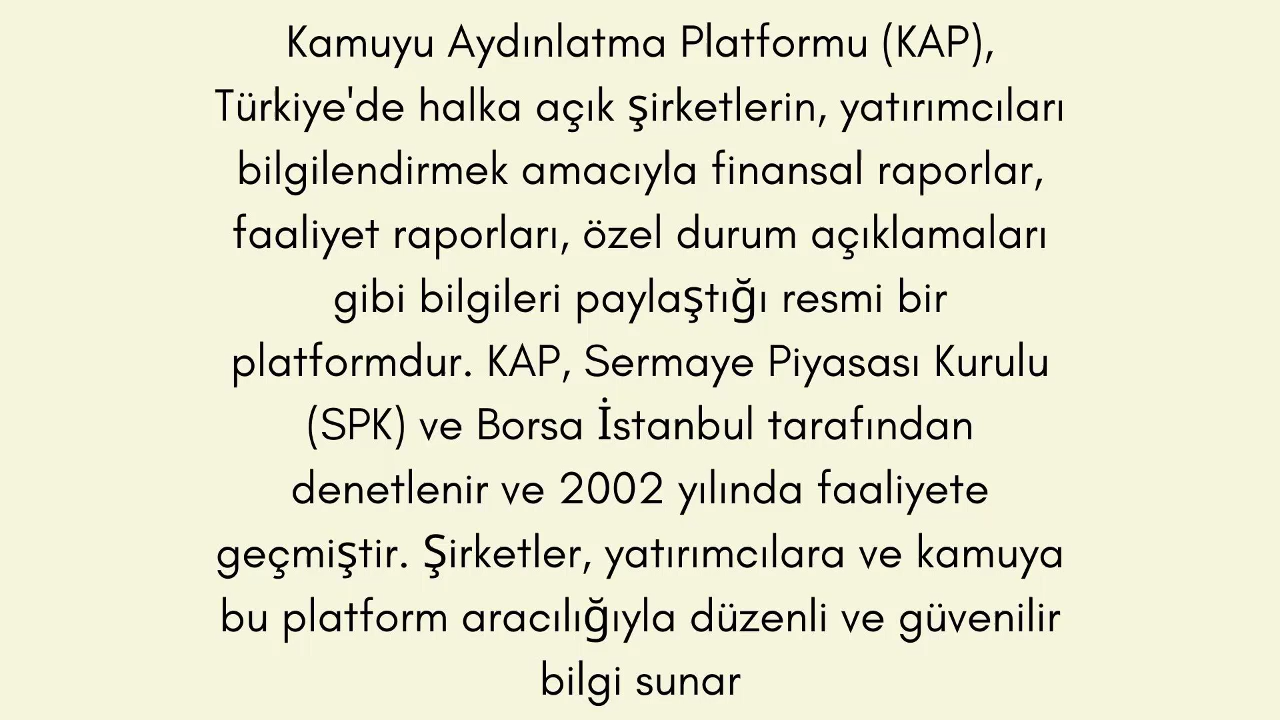 Kamuyu Aydınlatma Platformu (KAP),
Türkiye'de halka açık şirketlerin, yatırımcıları
bilgilendirmek amacıyla finansal raporlar,
faaliyet raporları, özel durum açıklamaları
gibi bilgileri paylaştığı resmi bir
platformdur. KAP, Sermaye Piyasası Kurulu
(SPK) ve Borsa İstanbul tarafından
denetlenir ve 2002 yılında faaliyete
geçmiştir. Şirketler, yatırımcılara ve kamuya
bu platform aracılığıyla düzenli ve güvenilir
bilgi sunar